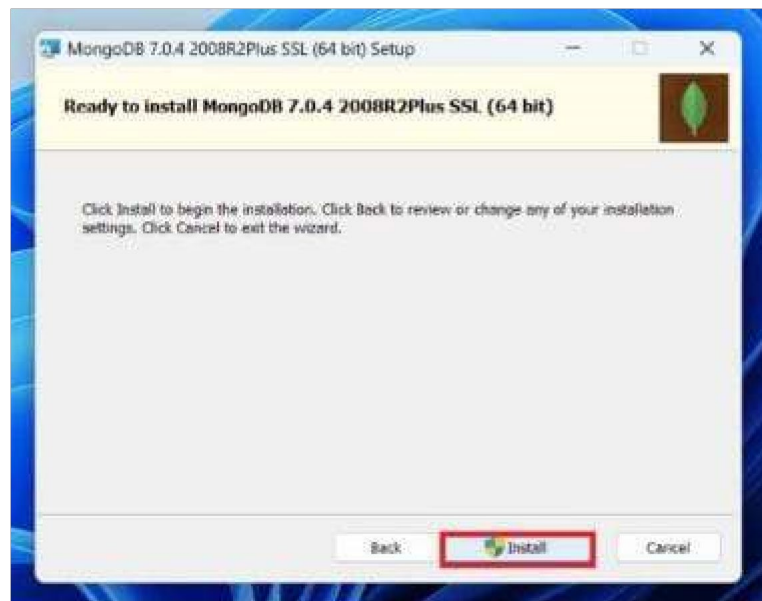 MongoDB 7.0.4 2008R2Plus SSL (64 bit) Setup
Ready to install MongoDB 7.0.4 2008R2Plus SSL (64 bit)
Click Install to begin the installation. Click Back to review or change any of your installation
settings. Click Cancel to exit the wizard.
Back
Install
Cancel